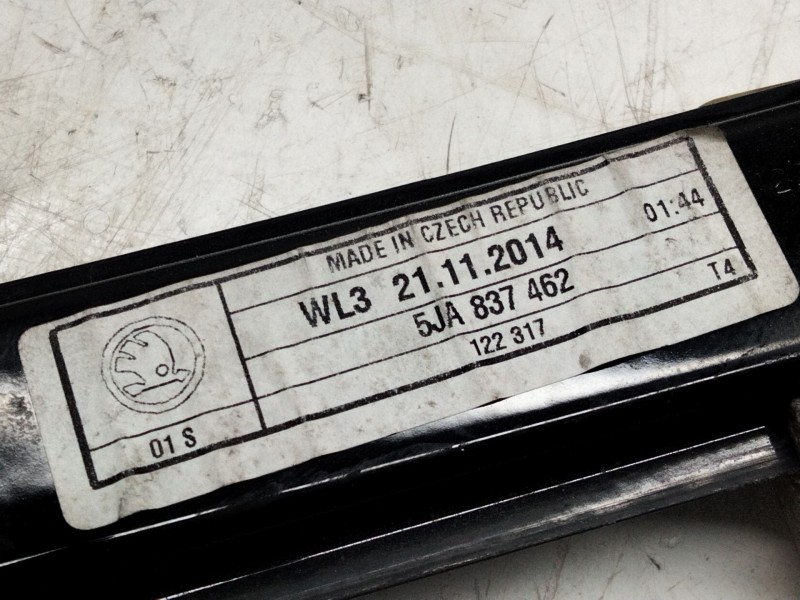 MADE IN CZECH REPUBLIC
WL3 21.11.2014 01:44
5JA 837 462
122 317 T4
01 S